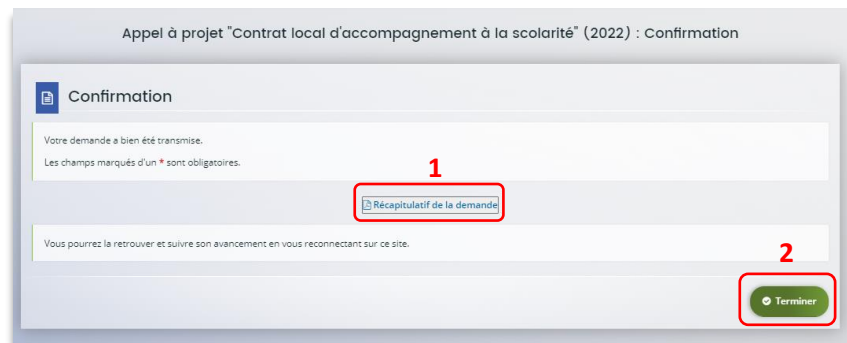 Appel à projet "Contrat local d'accompagnement à la scolarité" (2022) : Confirmation
Confirmation
Votre demande a bien été transmise.
Les champs marqués d'un * sont obligatoires.
1
Récapitulatif de la demande
Vous pourrez la retrouver et suivre son avancement en vous reconnectant sur ce site.
2
Terminer